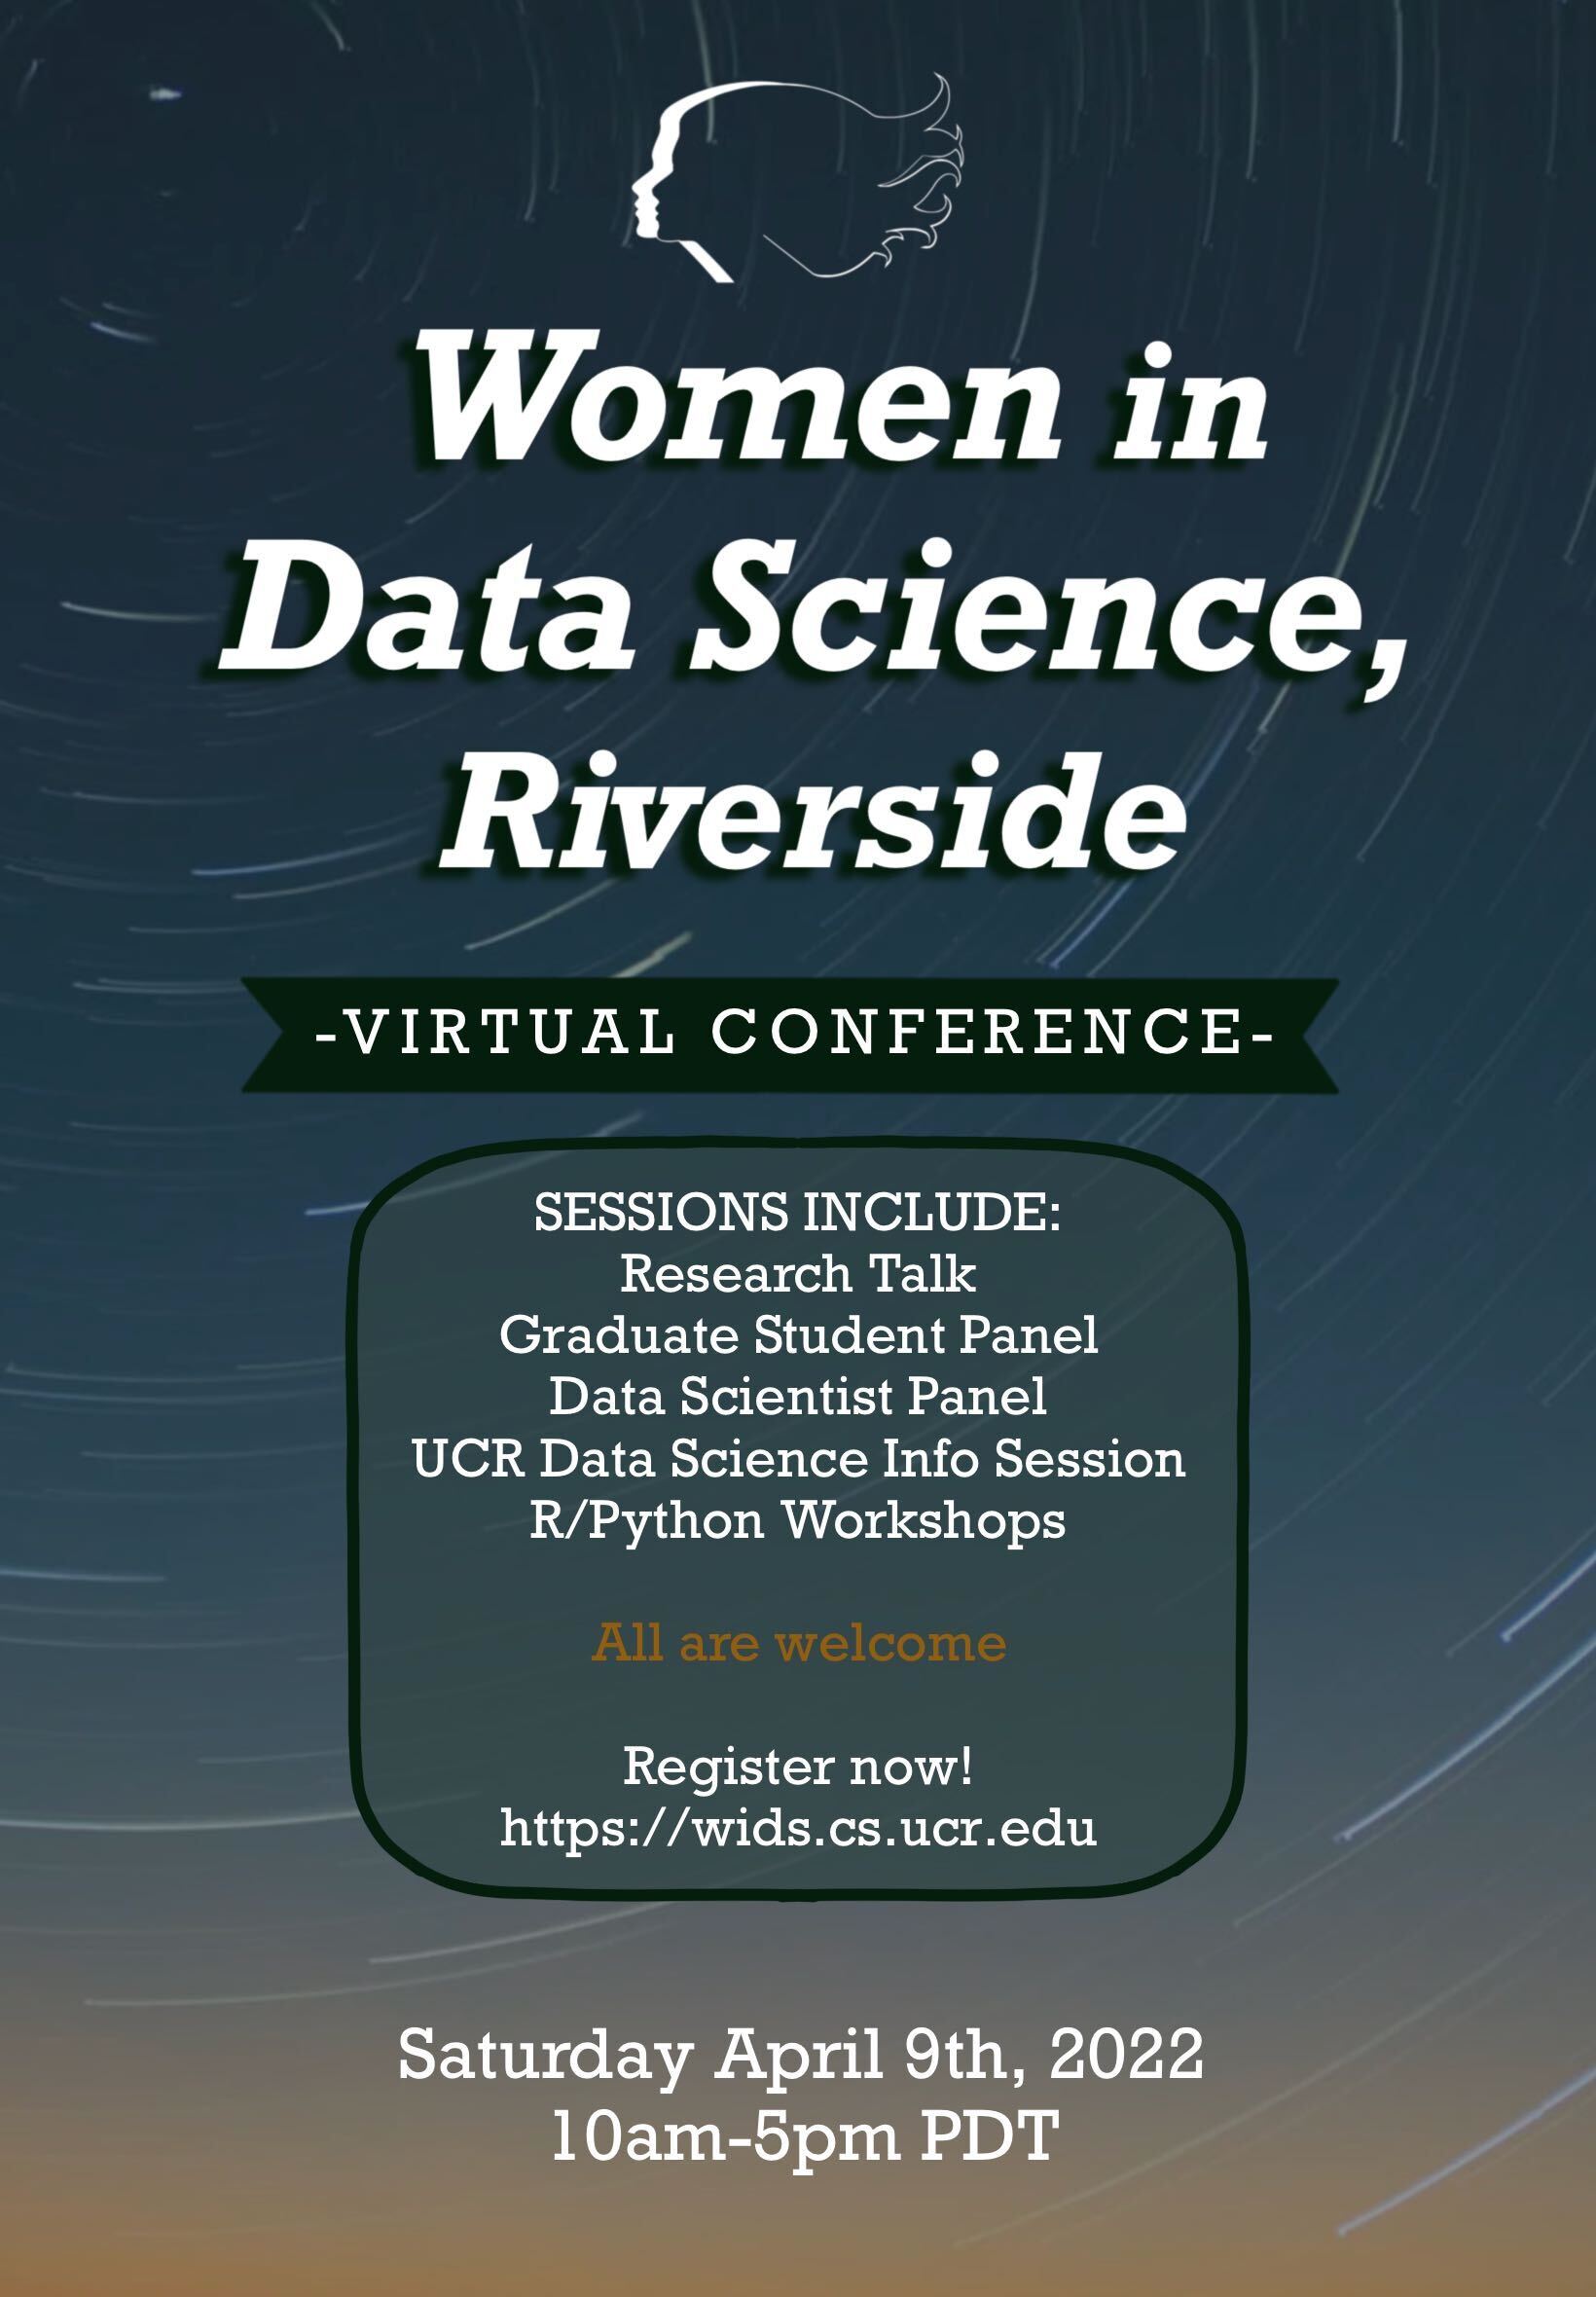 Women in
Data Science,
Riverside
-VIRTUAL CONFERENCE-
SESSIONS INCLUDE:
Research Talk
Graduate Student Panel
Data Scientist Panel
UCR Data Science Info Session
R/Python Workshops
All are welcome
Register now!
https://wids.cs.ucr.edu
Saturday April 9th, 2022
10am-5pm PDT